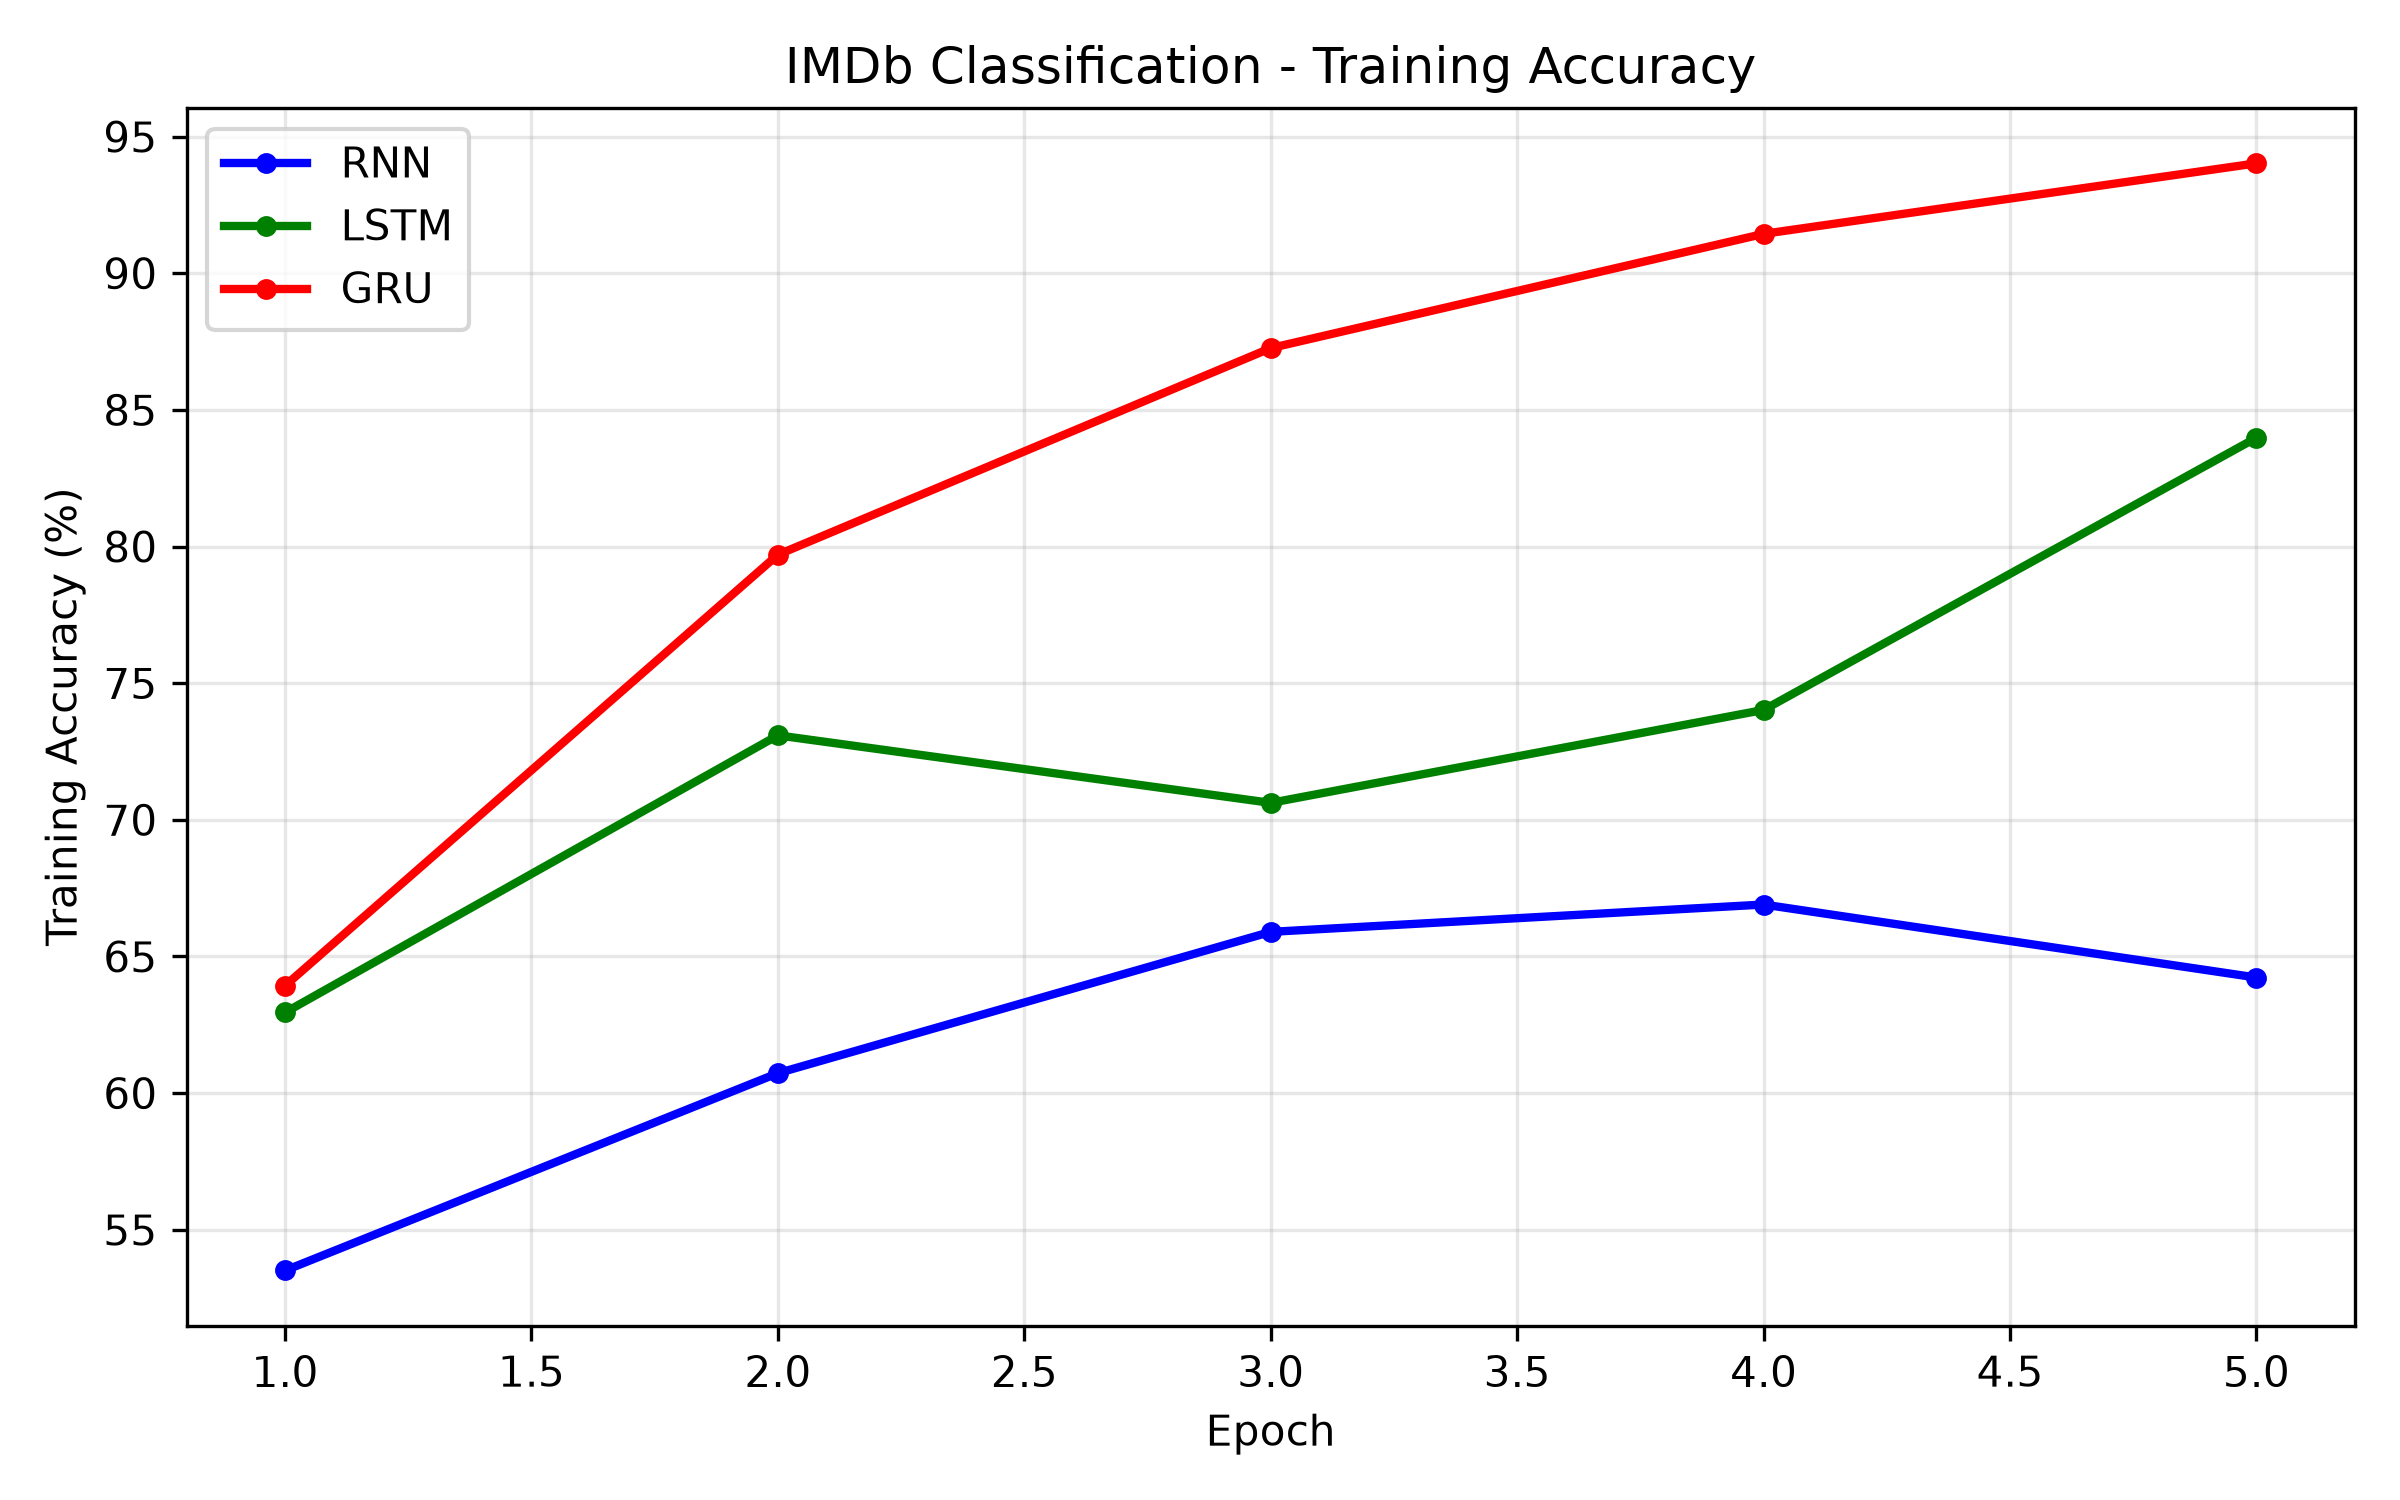 IMDb Classification - Training Accuracy
RNN
LSTM
GRU
Training Accuracy (%)
95
90
85
80
75
70
65
60
55
1.0 1.5 2.0 2.5 3.0 3.5 4.0 4.5 5.0
Epoch